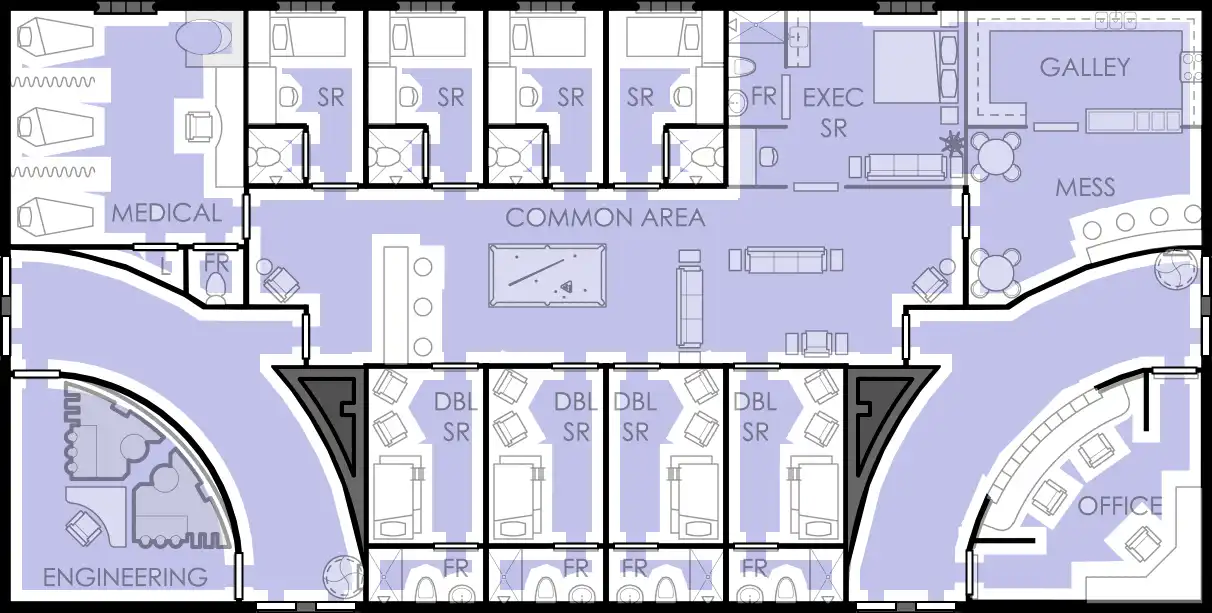 GALLEY
SR
SR
SR
SR
FR
EXEC
SR
MEDICAL
COMMON AREA
MESS
L
FR
DBL
SR
DBL
SR
DBL
SR
DBL
SR
OFFICE
ENGINEERING
FR
FR
FR
FR